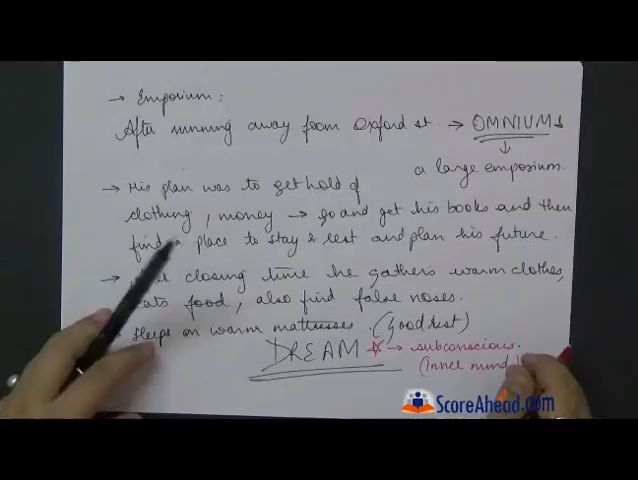 → Emporium:
After running away from Oxford st. → OMNIUMs
↓
a large emporium.
→ His plan was to get hold of
clothing, money → go and get his books and then
find a place to stay & rest and plan his future.
→ closing time he gathers warm clothes,
eats food, also find false noses.
sleeps on warm mattresses. (Good rest)
DREAM ☆ → subconscious.
(inner mind)
ScoreAhead.com